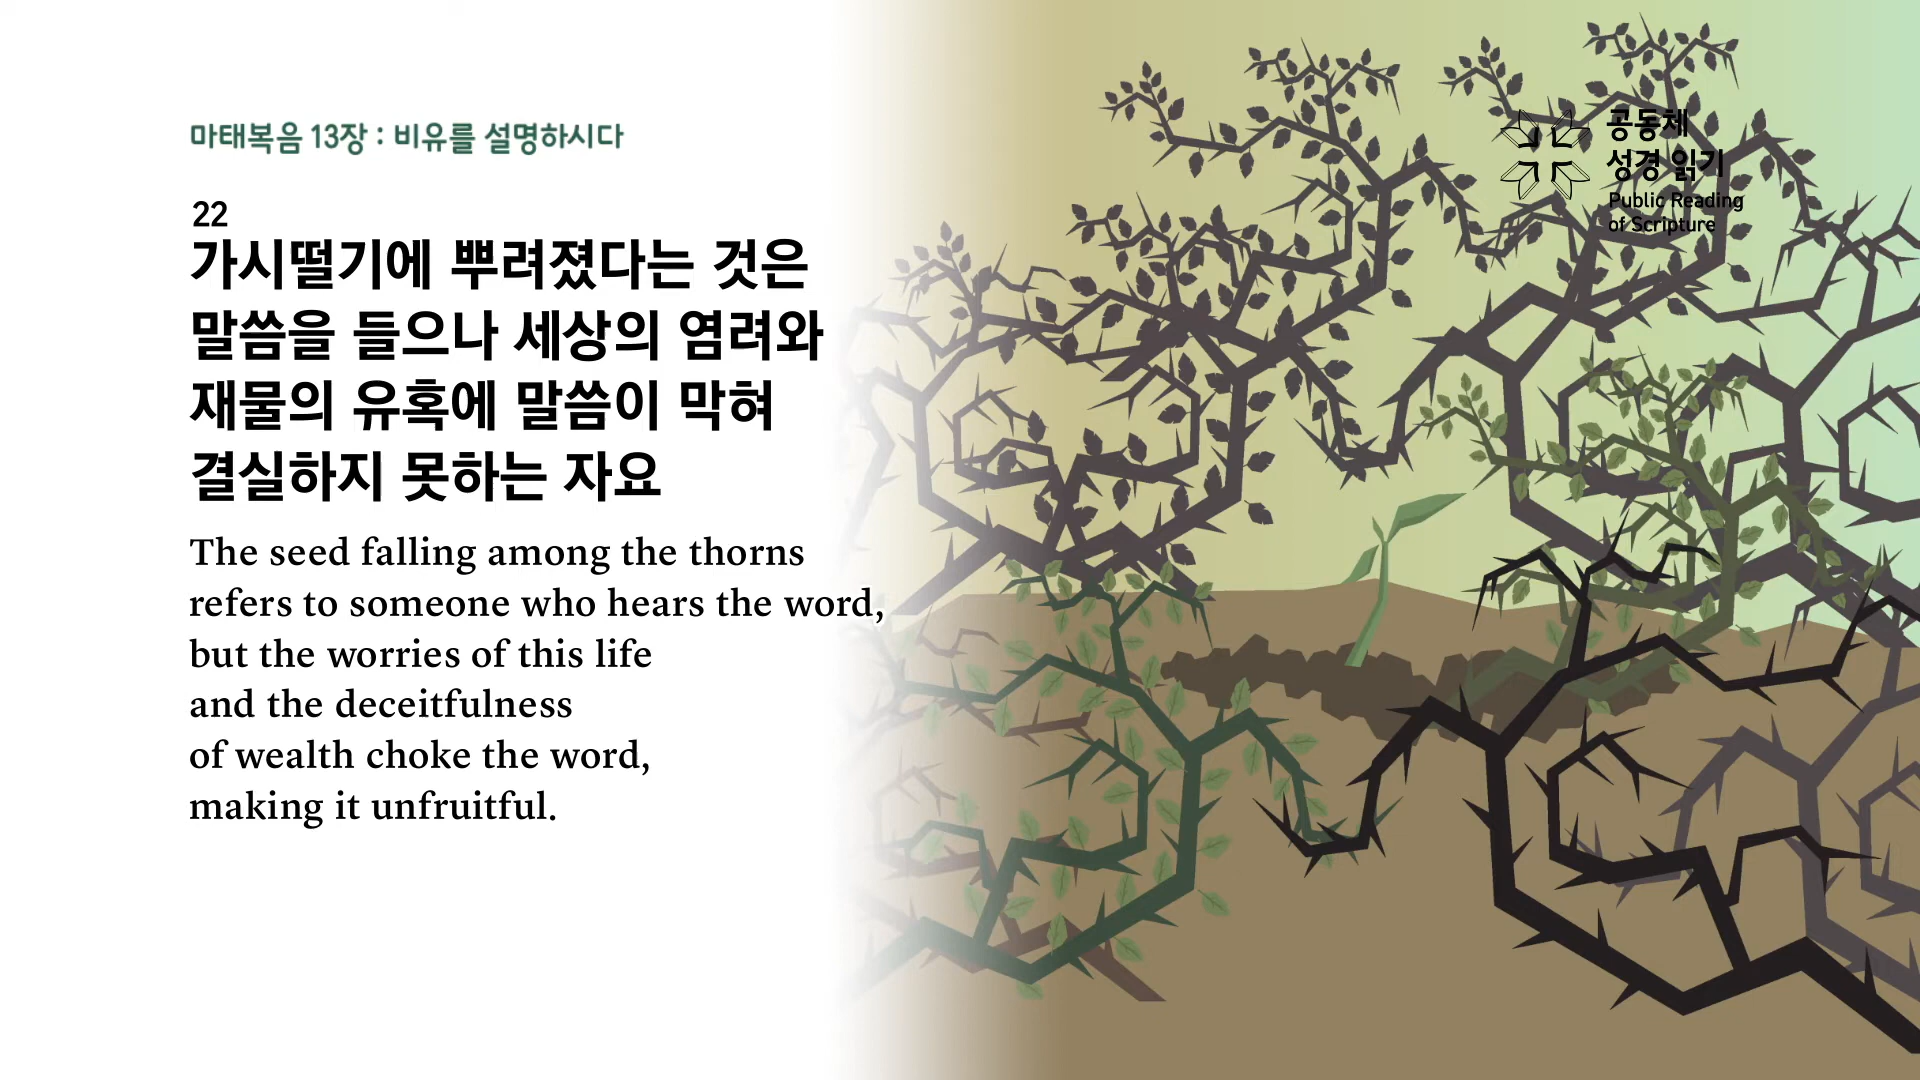 마태복음 13장 : 비유를 설명하시다
22
가시떨기에 뿌려졌다는 것은
말씀을 들으나 세상의 염려와
재물의 유혹에 말씀이 막혀
결실하지 못하는 자요
The seed falling among the thorns
refers to someone who hears the word,
but the worries of this life
and the deceitfulness
of wealth choke the word,
making it unfruitful.
공동체
성경 읽기
Public Reading
of Scripture